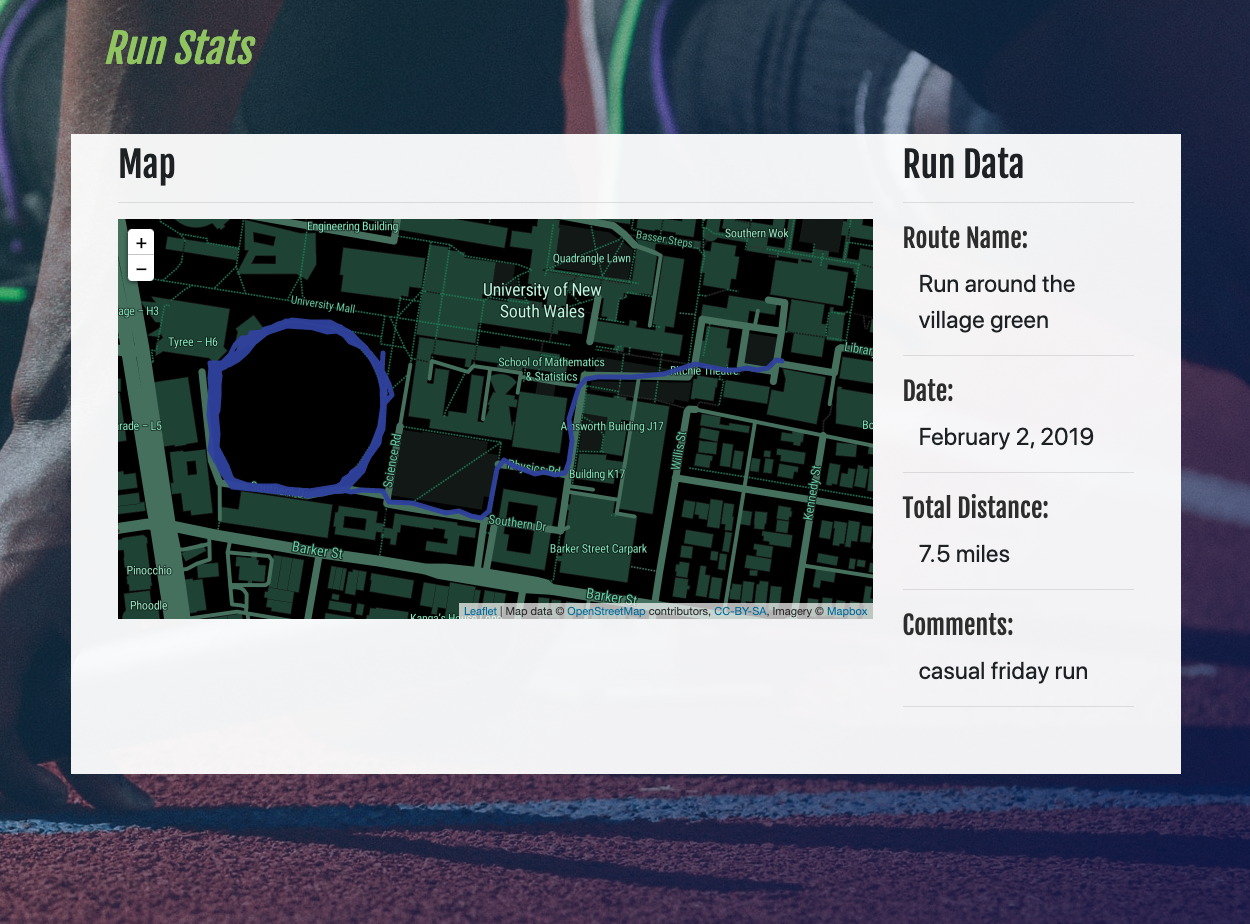 Run Stats
Map
Run Data
+
−
Engineering Building
Basser Steps
Southern Wok
Quadrangle Lawn
University of New
South Wales
University Mall
age – H3
Tyree – H6
School of Mathematics
& Statistics
Ritchie Theatre
Librar
rade – L5
Ainsworth Building J17
Science Rd
Willis St
Physics Rd
Building K17
Kennedy St
Southern Dr
Barker St
Barker Street Carpark
Pinocchio
Phoodle
Barker St
Leaflet | Map data © OpenStreetMap contributors, CC-BY-SA, Imagery © Mapbox
Route Name:
Run around the
village green
Date:
February 2, 2019
Total Distance:
7.5 miles
Comments:
casual friday run